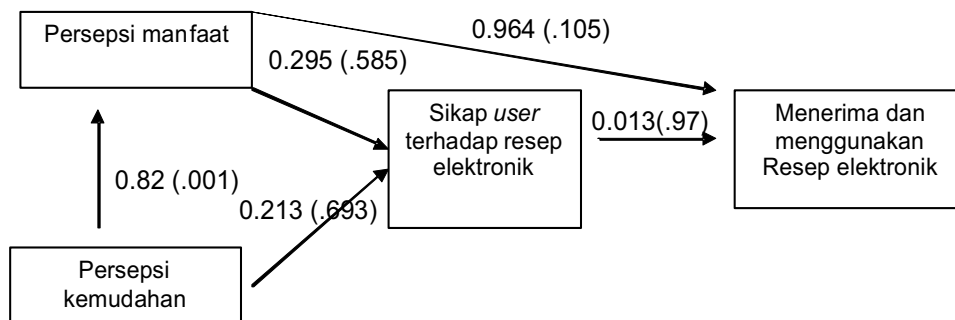 Persepsi manfaat
0.964 (.105)
0.295 (.585)
Sikap user
terhadap resep
elektronik
0.013(.97)
Menerima dan
menggunakan
Resep elektronik
0.82 (.001)
0.213 (.693)
Persepsi
kemudahan